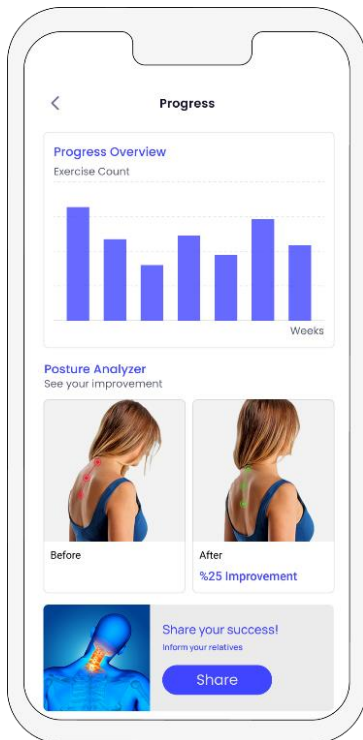 Progress
Progress Overview
Exercise Count
Weeks
Posture Analyzer
See your improvement
Before
After
%25 Improvement
Share your success!
Inform your relatives
Share